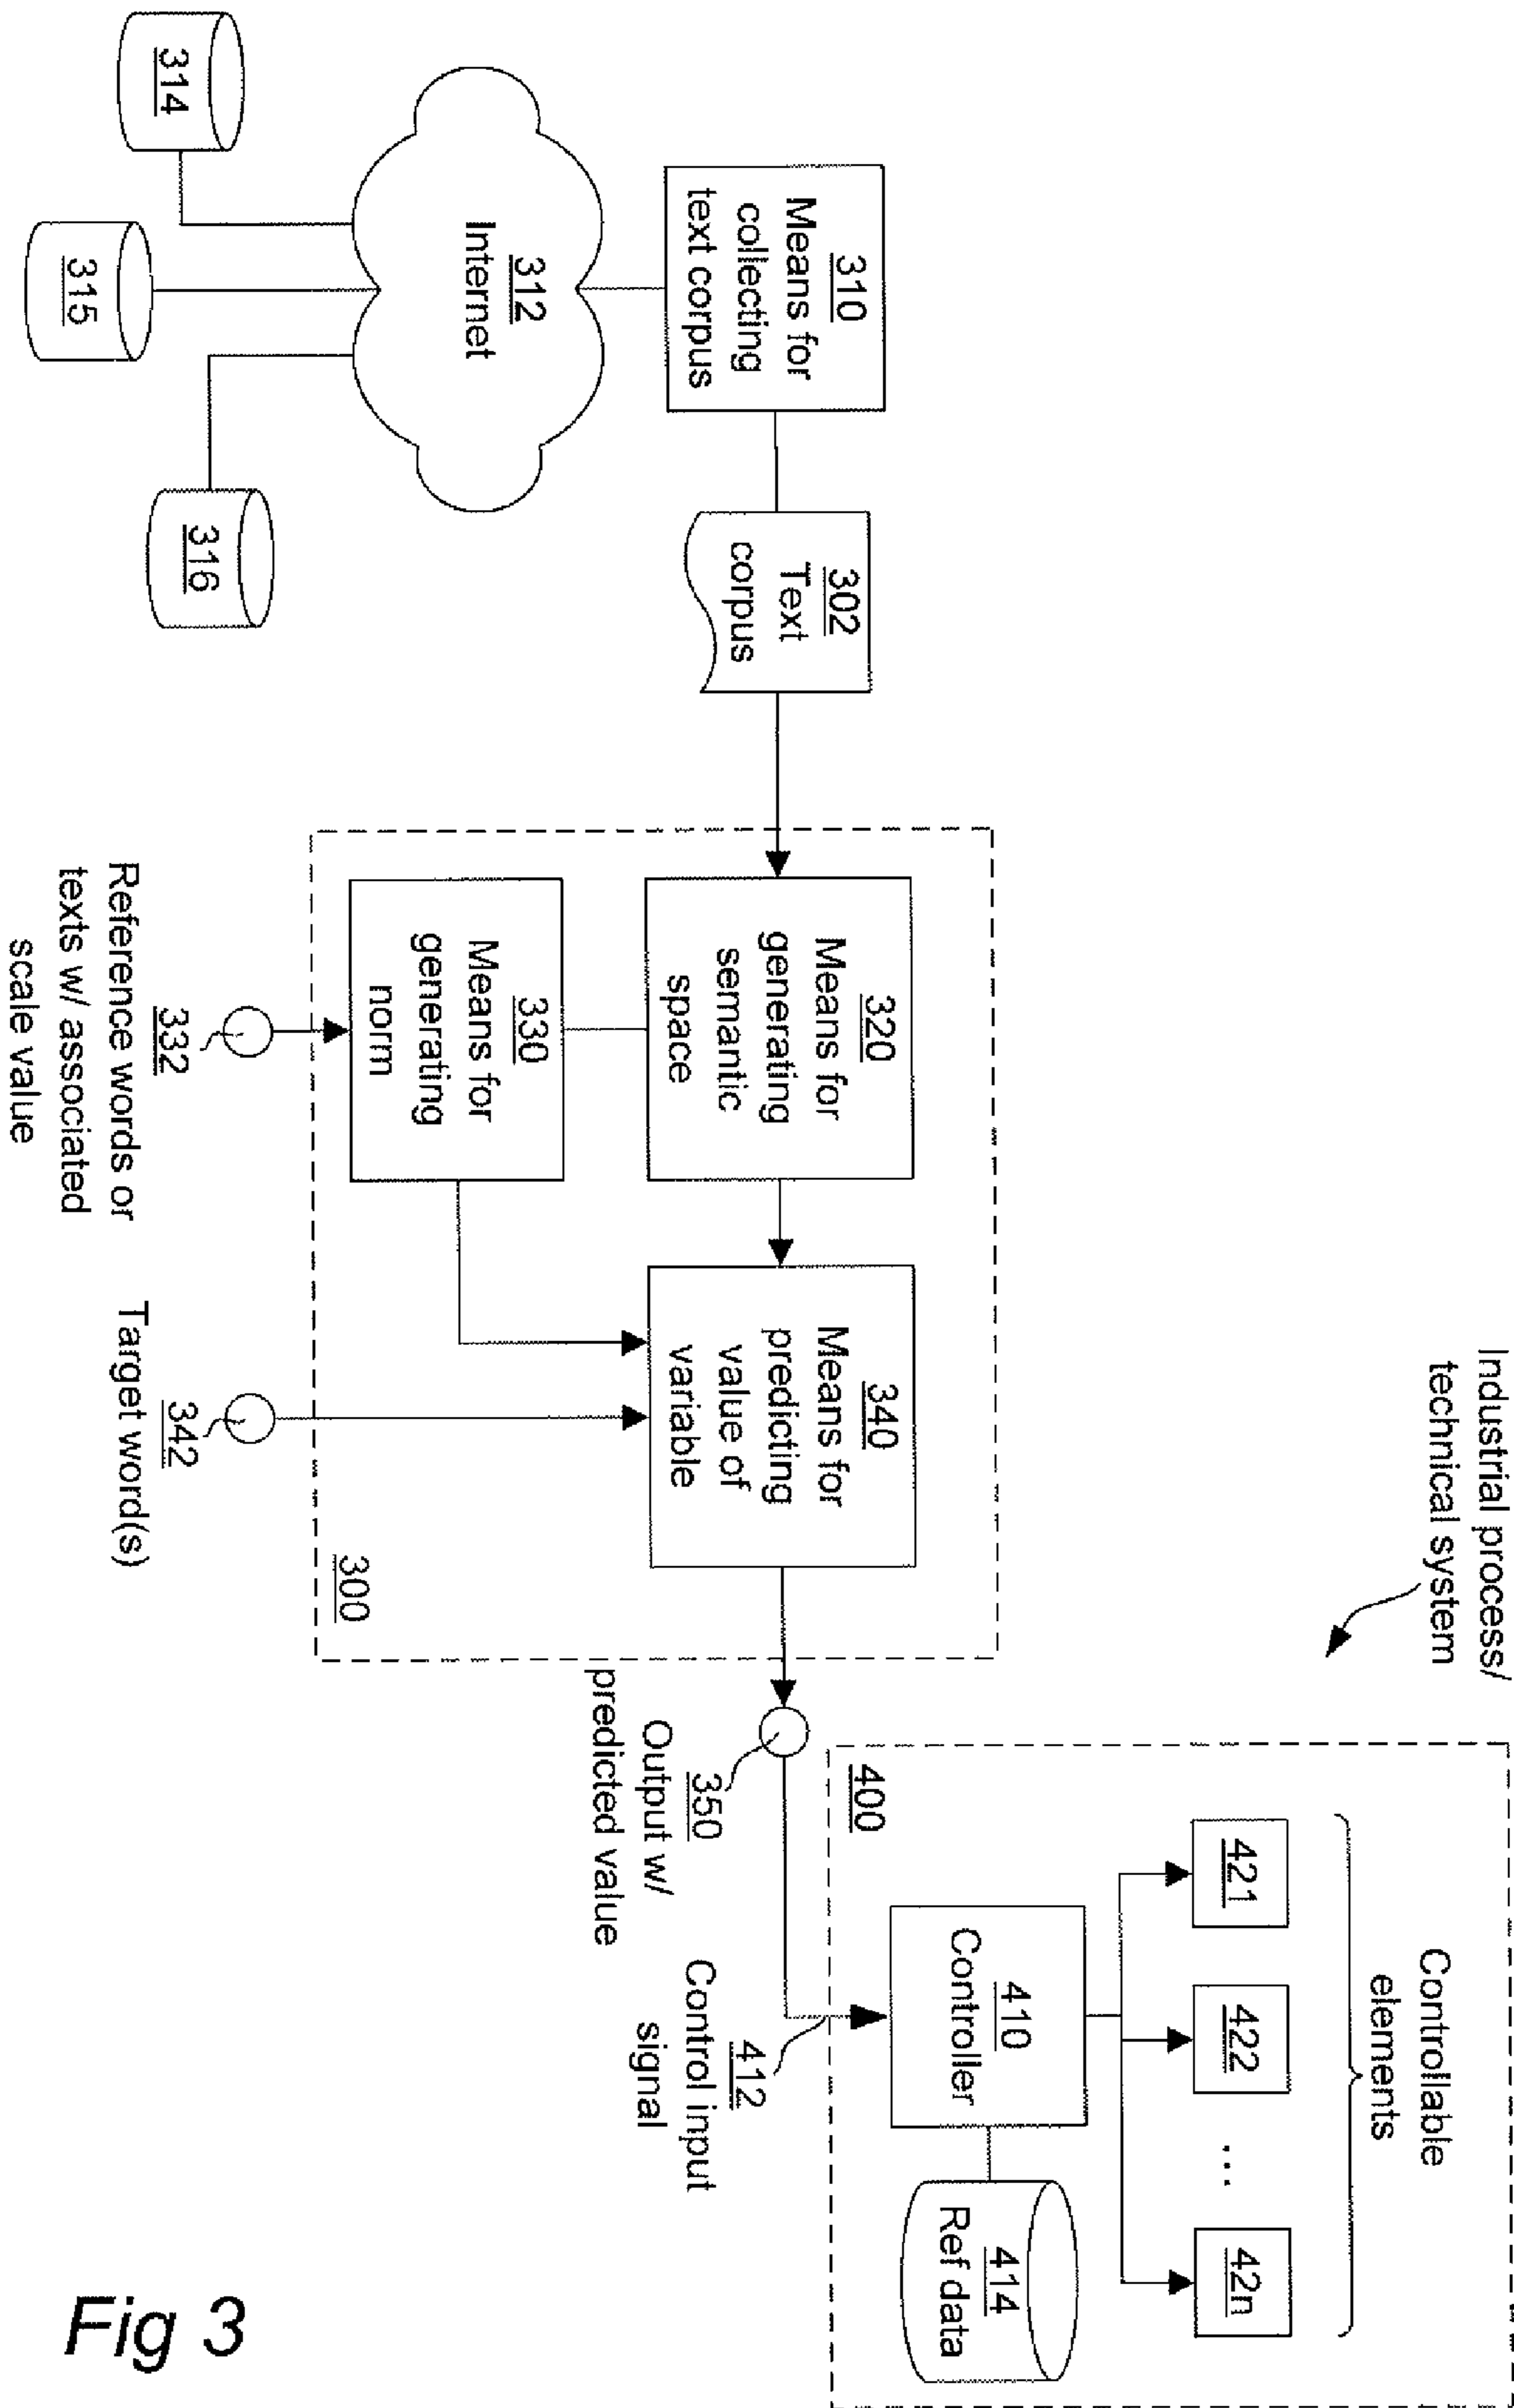 Industrial process/
technical system
Controllable
elements
421
422
...
42n
400
410
Controller
414
Ref data
412
Control input
signal
310
Means for
collecting
text corpus
302
Text
corpus
320
Means for
generating
semantic
space
340
Means for
predicting
value of
variable
350
Output w/
predicted value
312
Internet
330
Means for
generating
norm
300
314
315
316
332
Reference words or
texts w/ associated
scale value
342
Target word(s)
Fig 3